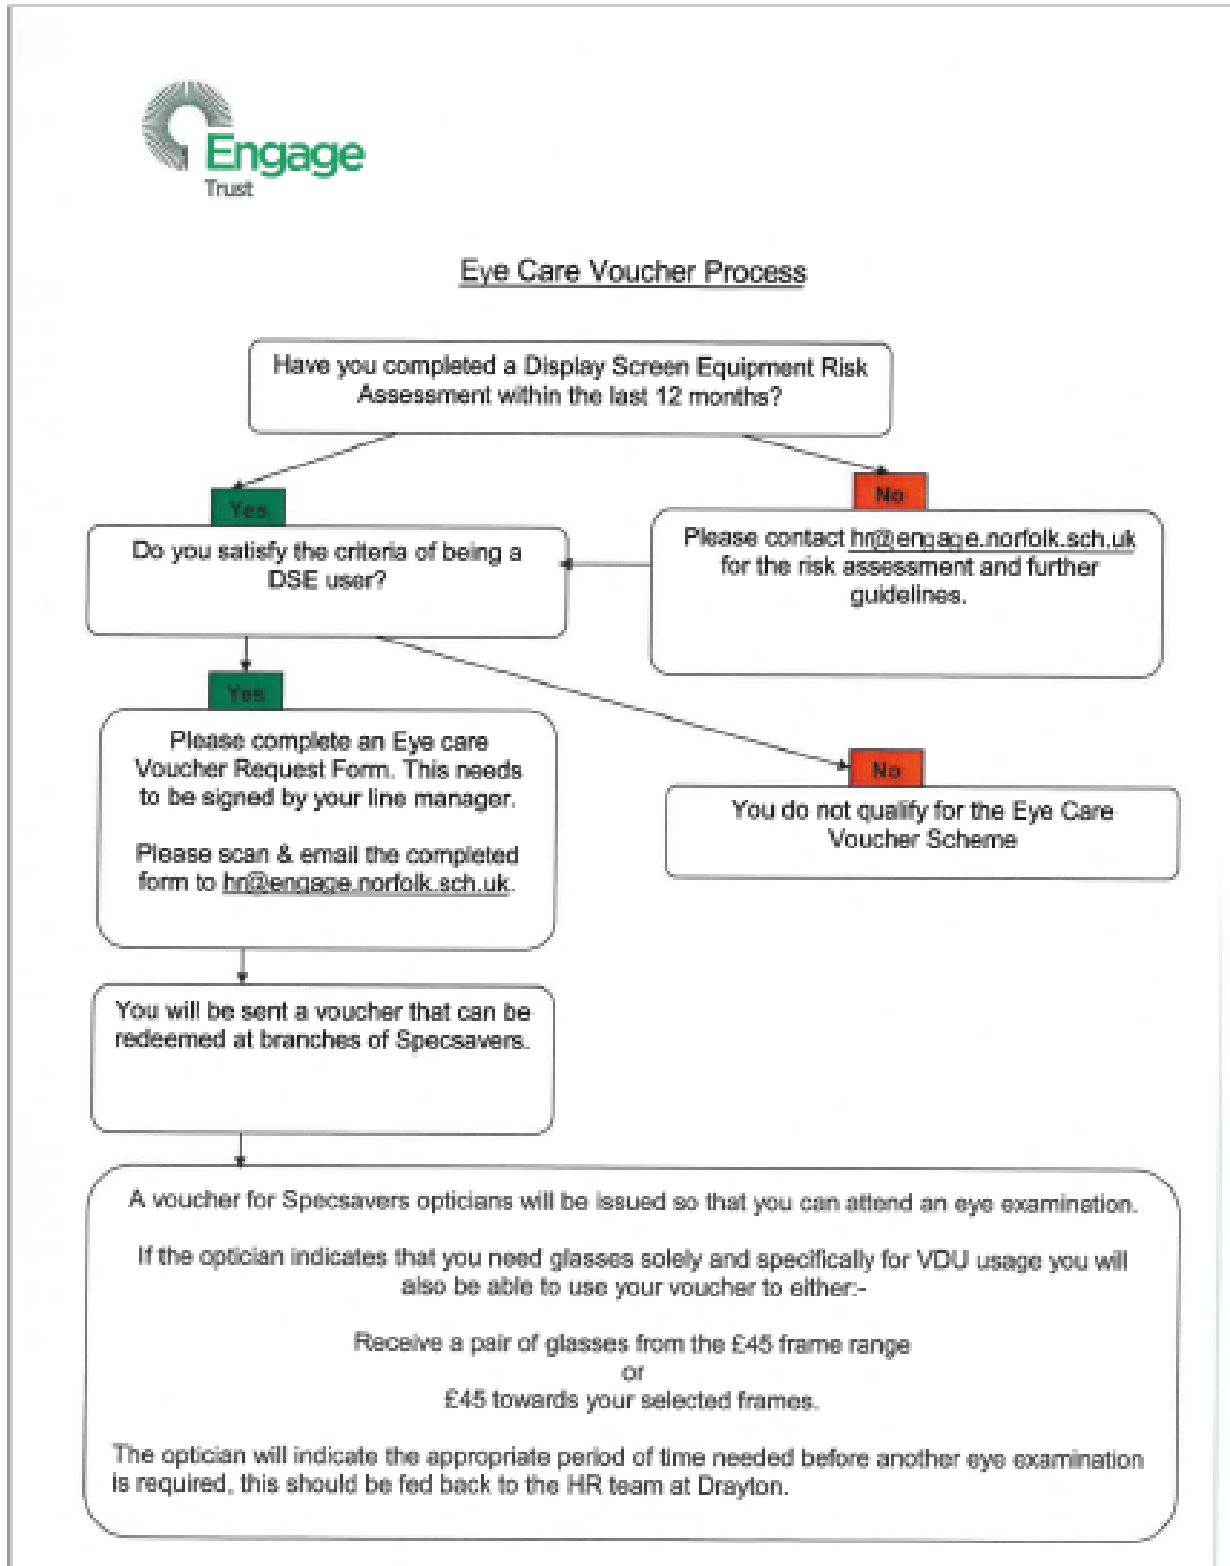 Engage
Trust
Eye Care Voucher Process
Have you completed a Display Screen Equipment Risk
Assessment within the last 12 months?
Yes
No
Do you satisfy the criteria of being a
DSE user?
Please contact hr@engage.norfolk.sch.uk
for the risk assessment and further
guidelines.
Yes
Please complete an Eye care
Voucher Request Form. This needs
to be signed by your line manager.
Please scan & email the completed
form to hr@engage.norfolk.sch.uk.
No
You do not qualify for the Eye Care
Voucher Scheme
You will be sent a voucher that can be
redeemed at branches of Specsavers.
A voucher for Specsavers opticians will be issued so that you can attend an eye examination.
If the optician indicates that you need glasses solely and specifically for VDU usage you will
also be able to use your voucher to either:-
Receive a pair of glasses from the £45 frame range
or
£45 towards your selected frames.
The optician will indicate the appropriate period of time needed before another eye examination
is required, this should be fed back to the HR team at Drayton.